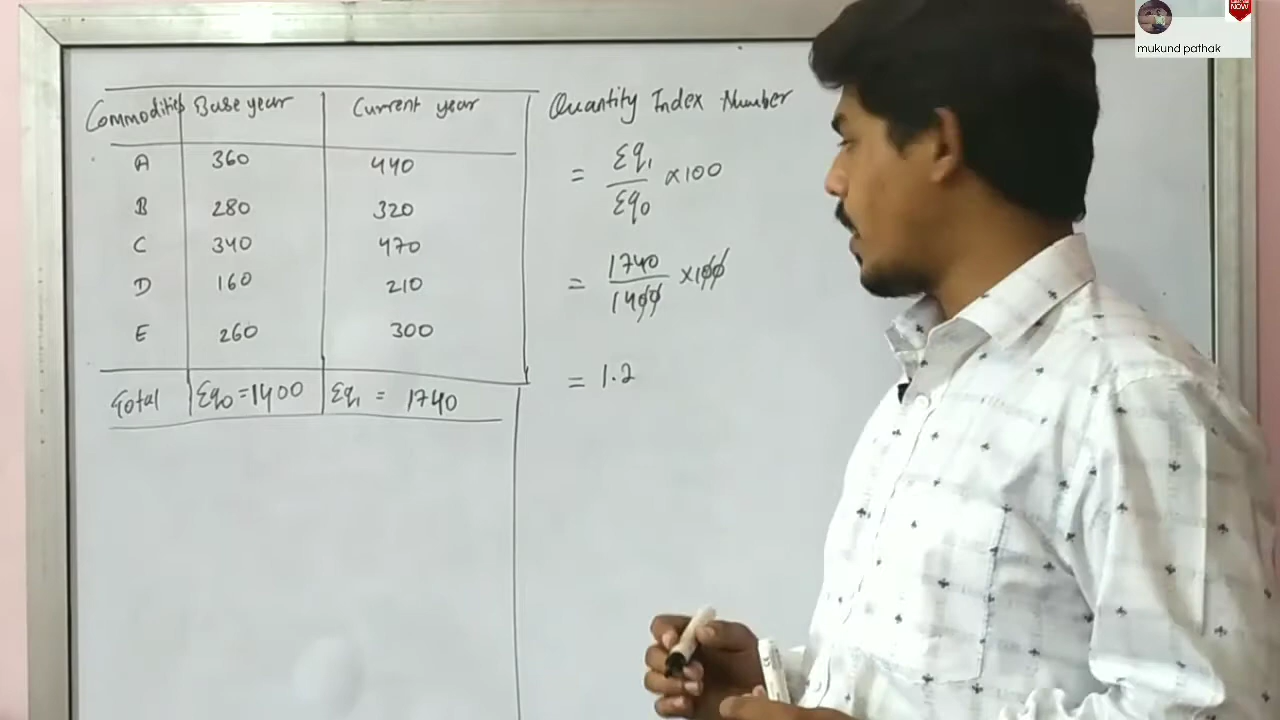 Commodities Base year Current year
A 360 440
B 280 320
C 340 470
D 160 210
E 260 300
Total Σq0 = 1400 Σq1 = 1740
Quantity Index Number
= Σq1 / Σq0 × 100
= 1740 / 1400 × 100
= 1.2
mukund pathak
NOW